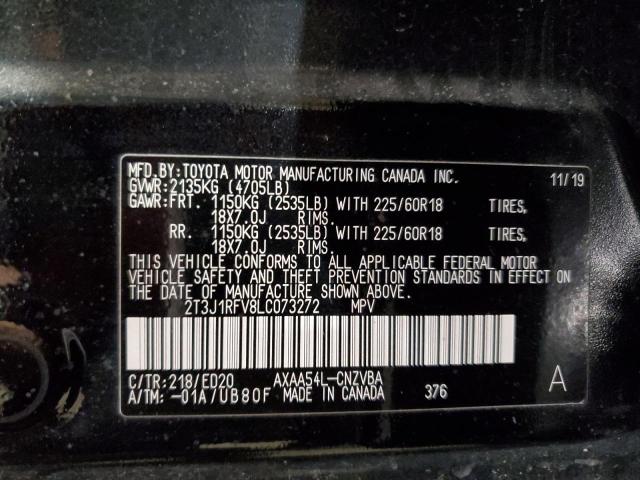 MFD.BY:TOYOTA MOTOR MANUFACTURING CANADA INC. 11/19
GVWR:2135KG (4705LB)
GAWR:FRT. 1150KG (2535LB) WITH 225/60R18 TIRES,
18X7.0J RIMS.
RR. 1150KG (2535LB) WITH 225/60R18 TIRES,
18X7.0J RIMS.
THIS VEHICLE CONFORMS TO ALL APPLICABLE FEDERAL MOTOR
VEHICLE SAFETY AND THEFT PREVENTION STANDARDS IN EFFECT ON
THE DATE OF MANUFACTURE SHOWN ABOVE.
2T3J1RFV8LC073272 MPV
C/TR:218/ED20 AXAA54L-CNZVBA A
A/TM: -01A/UB80F MADE IN CANADA 376